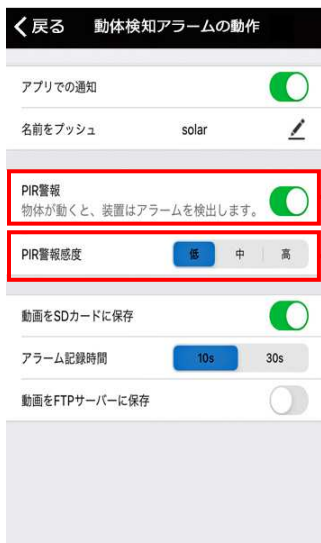 戻る 動体検知アラームの動作
アプリでの通知
名前をプッシュ solar
PIR警報
物体が動くと、装置はアラームを検出します。
PIR警報感度 低 中 高
動画をSDカードに保存
アラーム記録時間 10s 30s
動画をFTPサーバーに保存